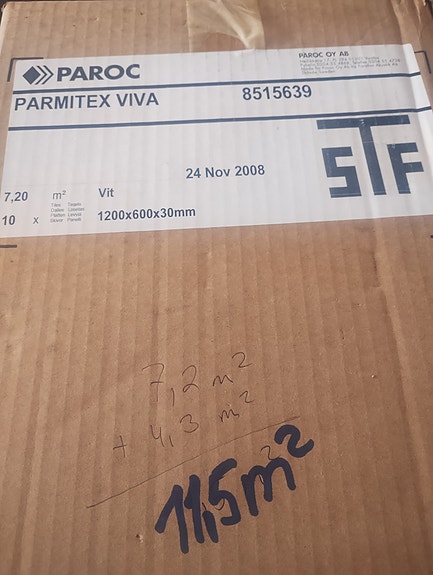 PAROC
PAROC OY AB
PARMITEX VIVA
8515639
STF
24 Nov 2008
7,20 m² Vit
10 x 1200x600x30mm
7,2 m²
+ 4,3 m²
11,5 m²